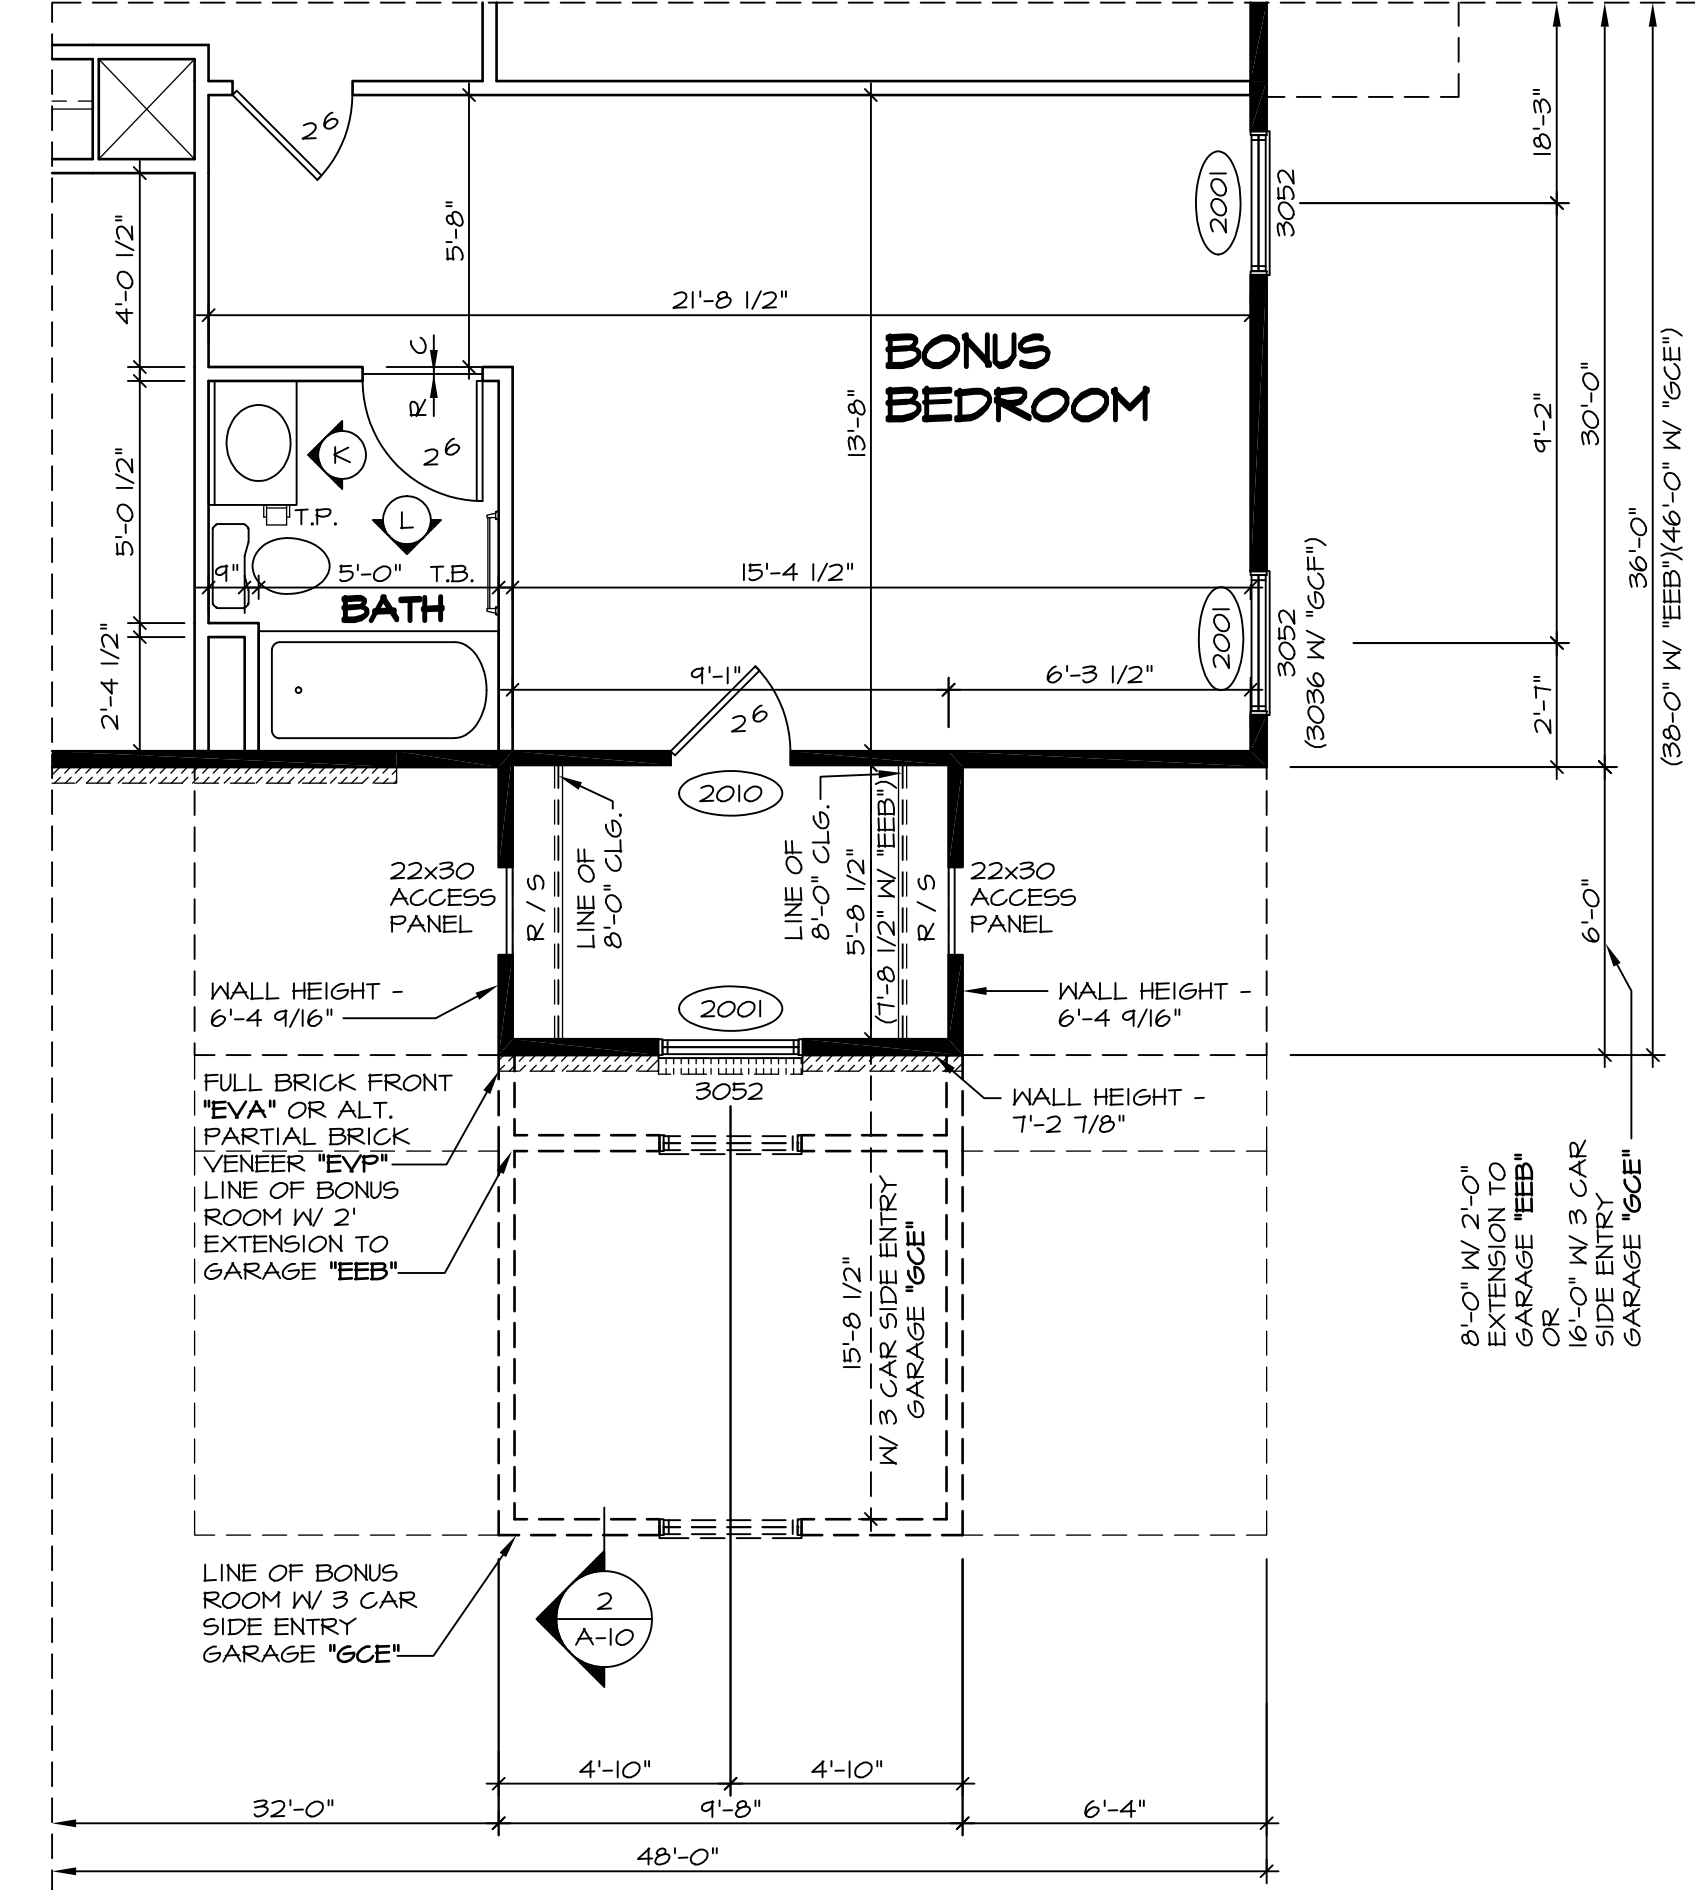 2⁶
18'-3"
2001
3052
5'-8"
4'-0 1/2"
21'-8 1/2"
BONUS
BEDROOM
C
R
13'-8"
9'-2"
30'-0"
36'-0"
(38'-0" W/ "EEB")(46'-0" W/ "GCE")
K
2⁶
L
T.P.
5'-0 1/2"
9"
5'-0"
T.B.
BATH
15'-4 1/2"
2001
3052
(3036 W/ "GCF")
2'-4 1/2"
9'-1"
6'-3 1/2"
2'-7"
2⁶
2010
LINE OF
8'-0" CLG.
LINE OF
8'-0" CLG.
5'-8 1/2"
(7'-8 1/2" W/ "EEB")
R / S
R / S
22x30
ACCESS
PANEL
22x30
ACCESS
PANEL
6'-0"
WALL HEIGHT -
6'-4 9/16"
2001
WALL HEIGHT -
6'-4 9/16"
3052
FULL BRICK FRONT
"EVA" OR ALT.
PARTIAL BRICK
VENEER "EVP"
LINE OF BONUS
ROOM W/ 2'
EXTENSION TO
GARAGE "EEB"
WALL HEIGHT -
7'-2 7/8"
15'-8 1/2"
W/ 3 CAR SIDE ENTRY
GARAGE "GCE"
8'-0" W/ 2'-0"
EXTENSION TO
GARAGE "EEB"
OR
16'-0" W/ 3 CAR
SIDE ENTRY
GARAGE "GCE"
LINE OF BONUS
ROOM W/ 3 CAR
SIDE ENTRY
GARAGE "GCE"
2
A-10
4'-10"
4'-10"
32'-0"
9'-8"
6'-4"
48'-0"